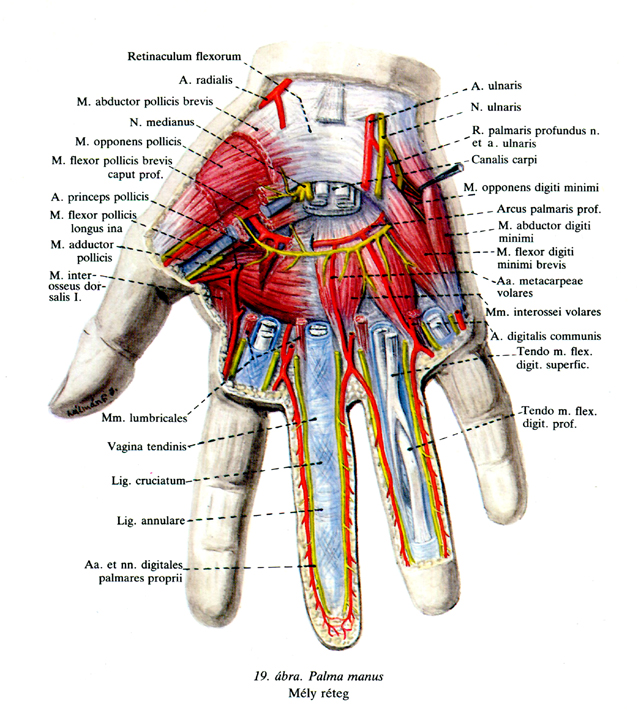 Retinaculum flexorum
A. radialis
M. abductor pollicis brevis
N. medianus
M. opponens pollicis
M. flexor pollicis brevis
caput prof.
A. princeps pollicis
M. flexor pollicis
longus ina
M. adductor
pollicis
M. inter-
osseus dor-
salis I.
Mm. lumbricales
Vagina tendinis
Lig. cruciatum
Lig. annulare
Aa. et nn. digitales
palmares proprii
A. ulnaris
N. ulnaris
R. palmaris profundus n.
et a. ulnaris
Canalis carpi
M. opponens digiti minimi
Arcus palmaris prof.
M. abductor digiti
minimi
M. flexor digiti
minimi brevis
Aa. metacarpeae
volares
Mm. interossei volares
A. digitalis communis
Tendo m. flex.
digit. superfic.
Tendo m. flex.
digit. prof.
19. ábra. Palma manus
Mély réteg